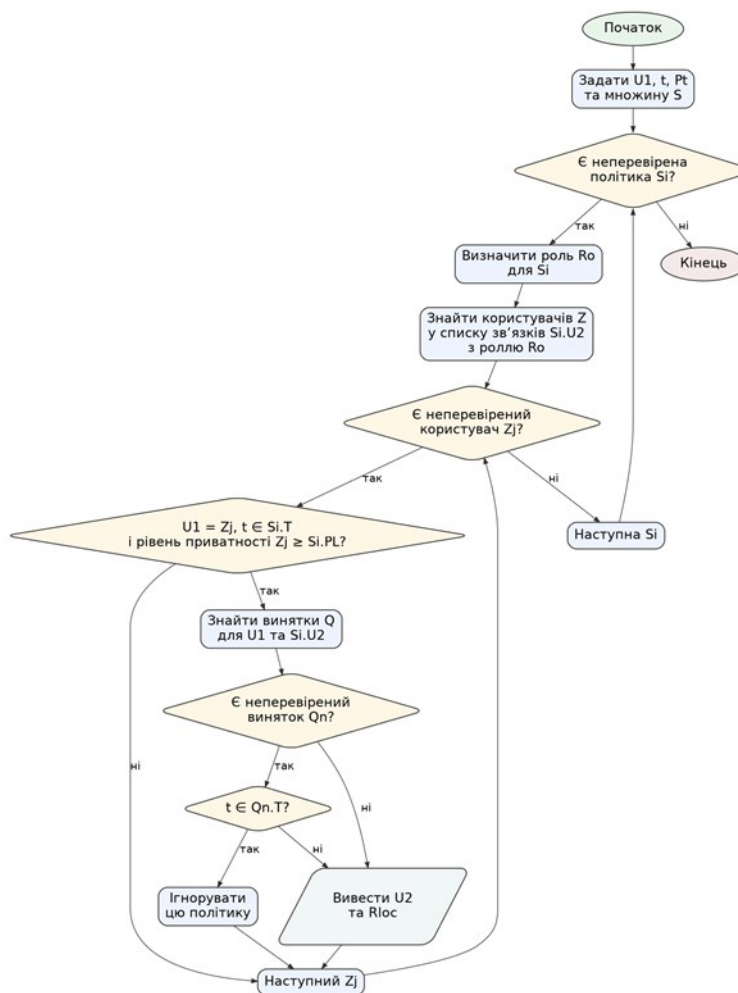 Початок
Задати U1, t, Pt
та множину S
Є неперевірена
політика Si?
так
ні
Визначити роль Ro
для Si
Кінець
Знайти користувачів Z
у списку зв’язків Si.U2
з роллю Ro
Є неперевірений
користувач Zj?
так
ні
U1 = Zj, t ∈ Si.T
і рівень приватності Zj ≥ Si.PL?
Наступна Si
так
Знайти винятки Q
для U1 та Si.U2
Є неперевірений
виняток Qn?
ні
так
t ∈ Qn.T?
ні
так
ні
Ігнорувати
цю політику
Вивести U2
та Rloc
Наступний Zj